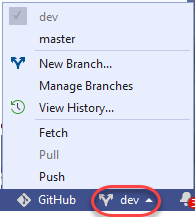 dev
master
New Branch...
Manage Branches
View History...
Fetch
Pull
Push
GitHub dev